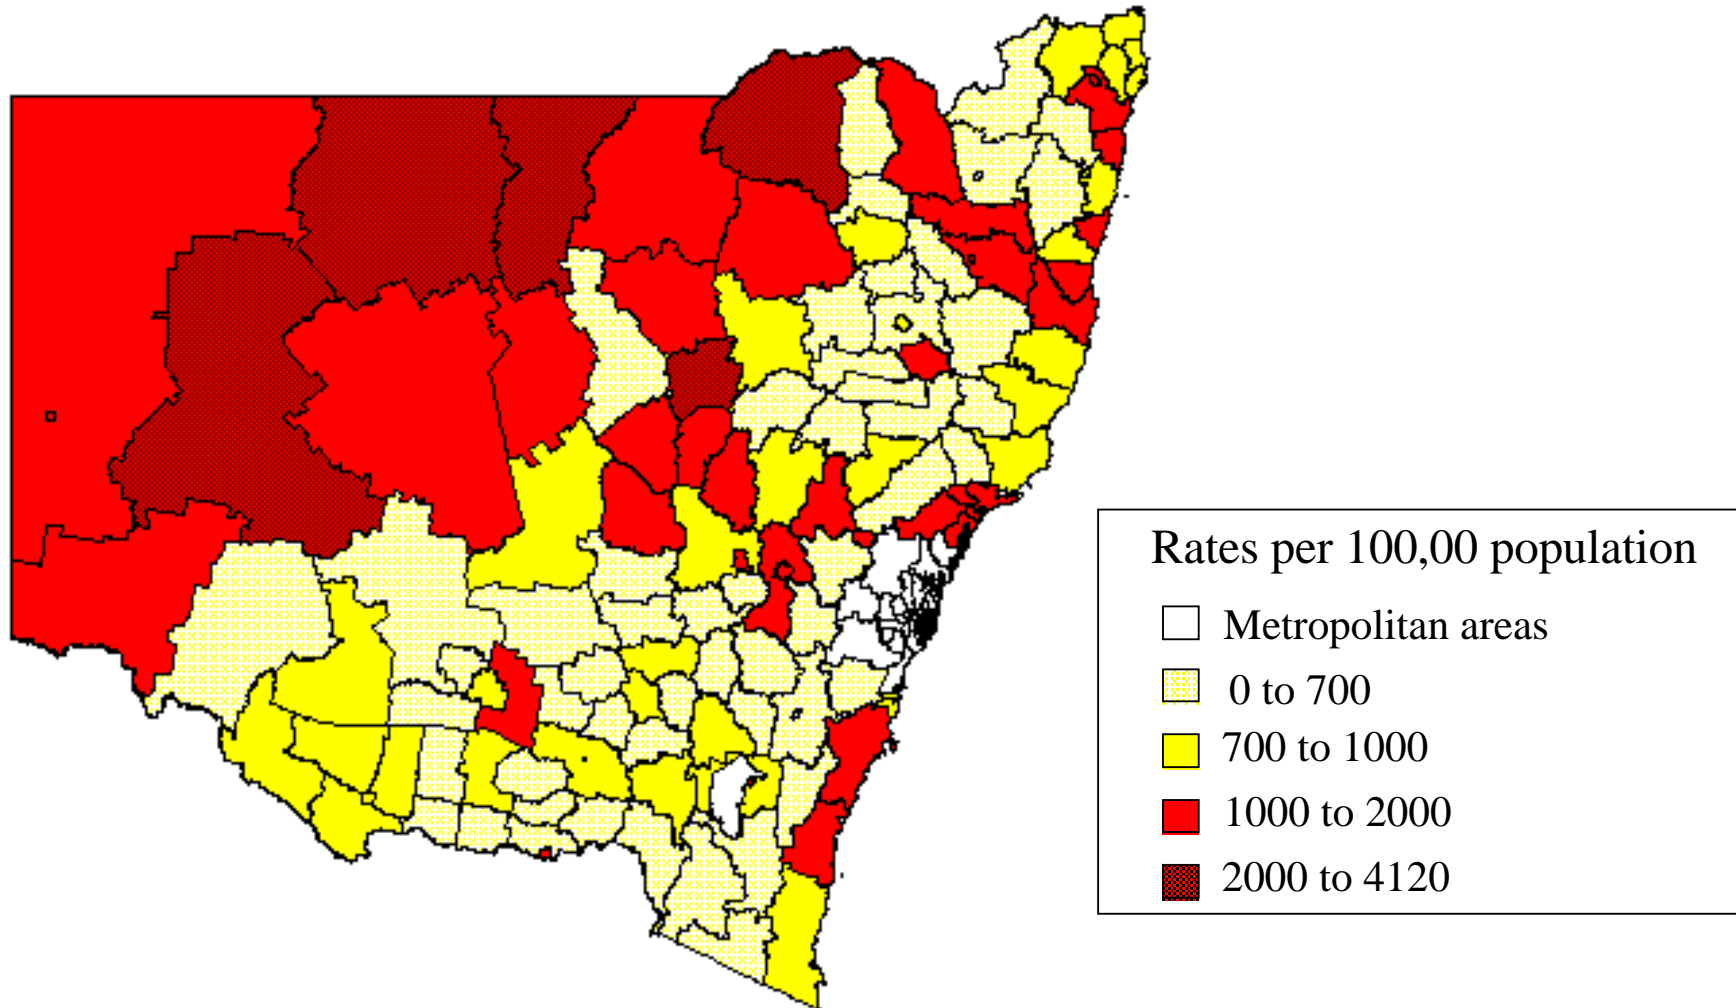 Rates per 100,00 population
Metropolitan areas
0 to 700
700 to 1000
1000 to 2000
2000 to 4120